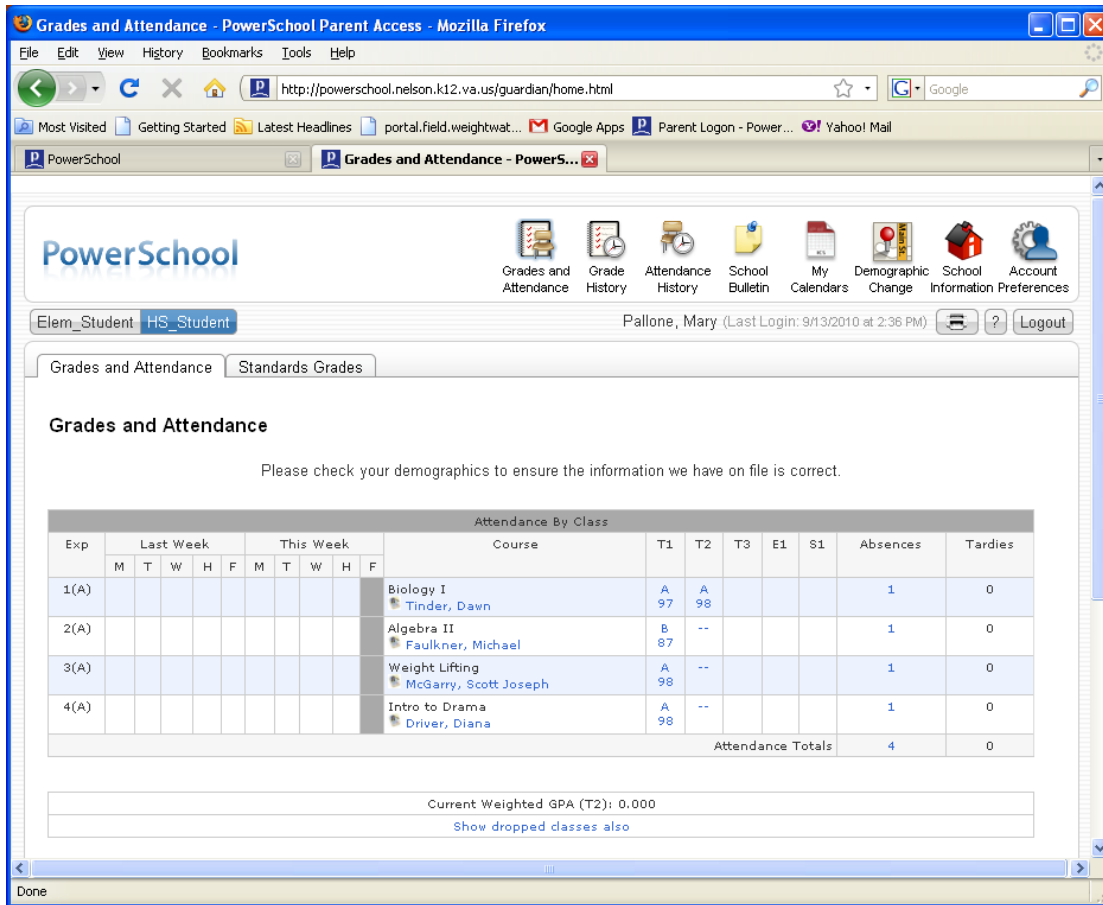 Grades and Attendance - PowerSchool Parent Access - Mozilla Firefox
File Edit View History Bookmarks Tools Help
http://powerschool.nelson.k12.va.us/guardian/home.html Google
Most Visited Getting Started Latest Headlines portal.field.weightwat... Google Apps Parent Logon - Power... Yahoo! Mail
PowerSchool Grades and Attendance - PowerS...
PowerSchool
Grades and Attendance Grade History Attendance History School Bulletin My Calendars Demographic Change School Information Account Preferences
Elem_Student HS_Student Pallone, Mary (Last Login: 9/13/2010 at 2:36 PM) ? Logout
Grades and Attendance Standards Grades
Grades and Attendance
Please check your demographics to ensure the information we have on file is correct.
Attendance By Class
Exp Last Week This Week Course T1 T2 T3 E1 S1 Absences Tardies
M T W H F M T W H F
1(A) Biology I A A 1 0
Tinder, Dawn 97 98
2(A) Algebra II B -- 1 0
Faulkner, Michael 87
3(A) Weight Lifting A -- 1 0
McGarry, Scott Joseph 98
4(A) Intro to Drama A -- 1 0
Driver, Diana 98
Attendance Totals 4 0
Current Weighted GPA (T2): 0.000
Show dropped classes also
Done